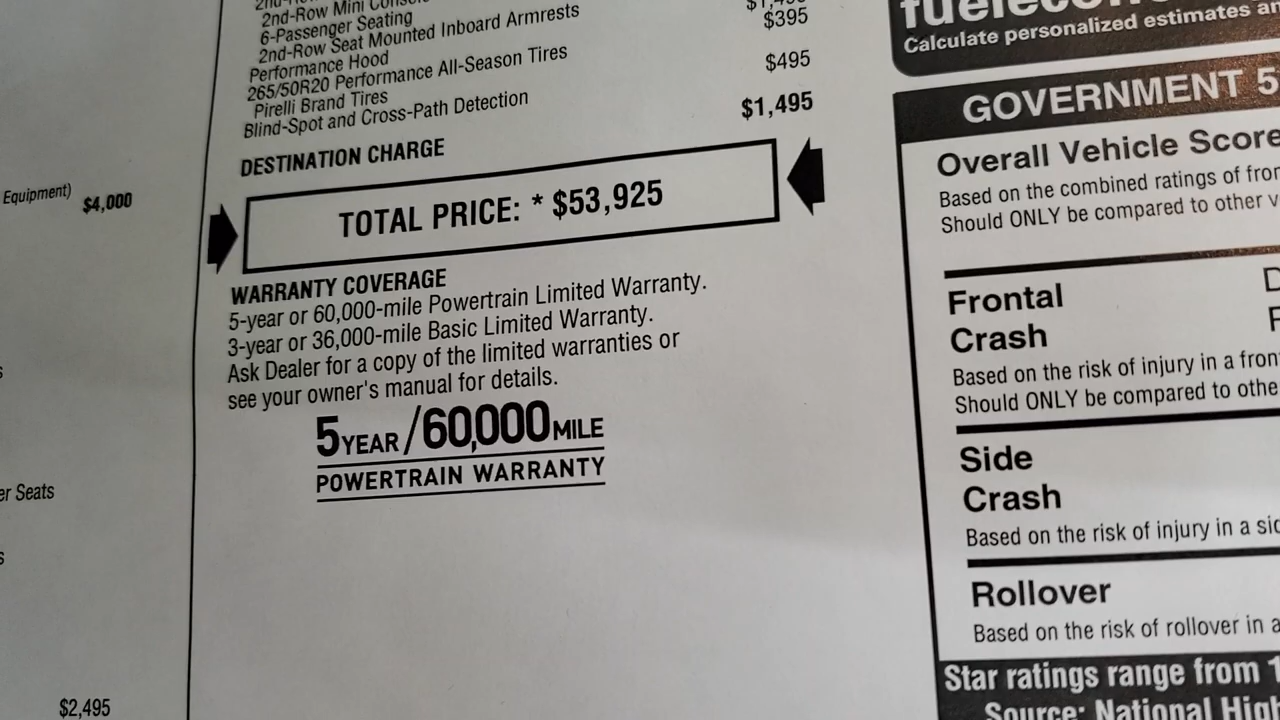 Equipment) $4,000
er Seats
$2,495
2nd-Row Mini
6-Passenger Seating
2nd-Row Seat Mounted Inboard Armrests
Performance Hood
265/50R20 Performance All-Season Tires
Pirelli Brand Tires
Blind-Spot and Cross-Path Detection
$395
$495
DESTINATION CHARGE $1,495
TOTAL PRICE: * $53,925
WARRANTY COVERAGE
5-year or 60,000-mile Powertrain Limited Warranty.
3-year or 36,000-mile Basic Limited Warranty.
Ask Dealer for a copy of the limited warranties or
see your owner's manual for details.
5YEAR/60,000MILE
POWERTRAIN WARRANTY
Calculate personalized estimates
GOVERNMENT 5
Overall Vehicle Score
Based on the combined ratings of
Should ONLY be compared to other
Frontal
Crash
Based on the risk of injury in a
Should ONLY be compared to
Side
Crash
Based on the risk of injury in a
Rollover
Based on the risk of rollover in a
Star ratings range from 1
Source: National